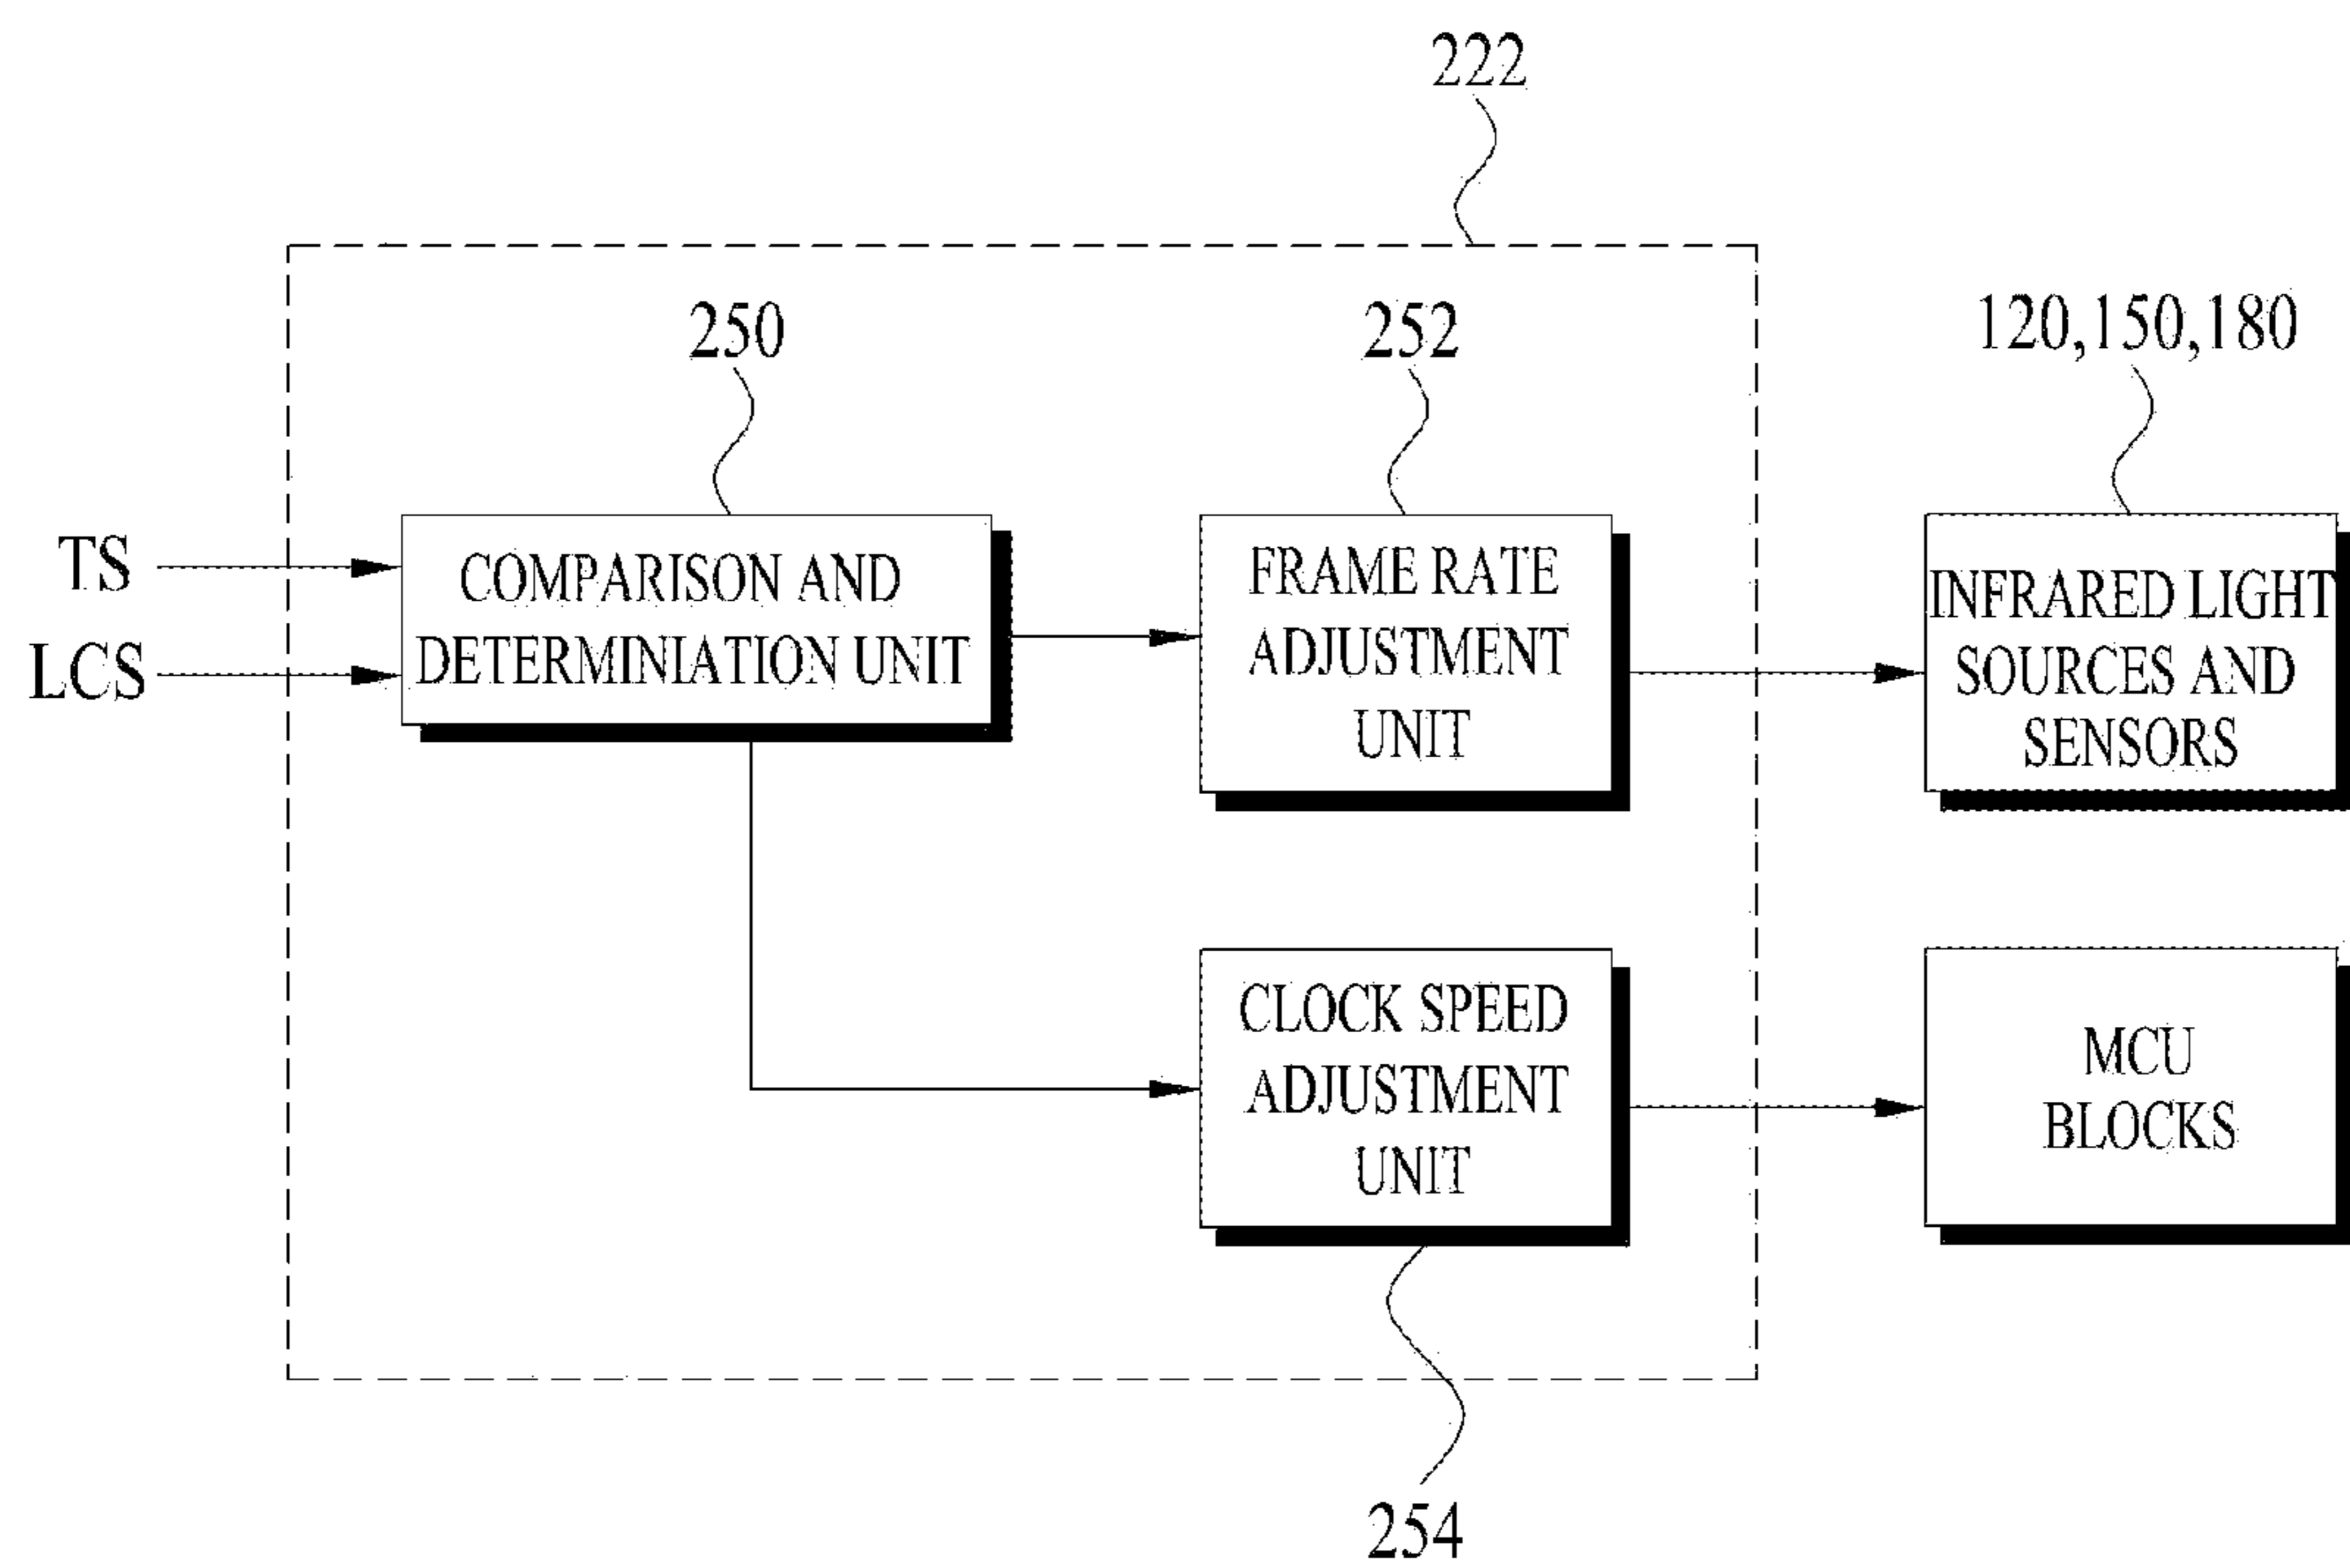 222
250
252
120,150,180
TS
LCS
COMPARISON AND
DETERMINIATION UNIT
FRAME RATE
ADJUSTMENT
UNIT
INFRARED LIGHT
SOURCES AND
SENSORS
CLOCK SPEED
ADJUSTMENT
UNIT
MCU
BLOCKS
254